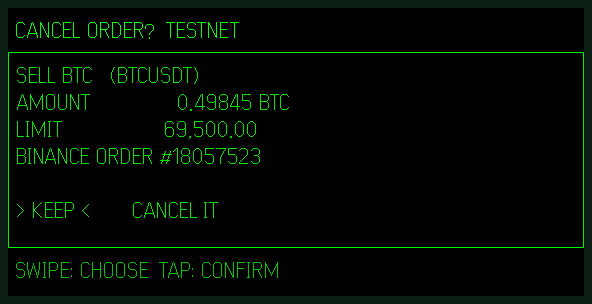 CANCEL ORDER? TESTNET
SELL BTC (BTCUSDT)
AMOUNT 0.49845 BTC
LIMIT 69,500.00
BINANCE ORDER #18057523
> KEEP < CANCEL IT
SWIPE: CHOOSE TAP: CONFIRM